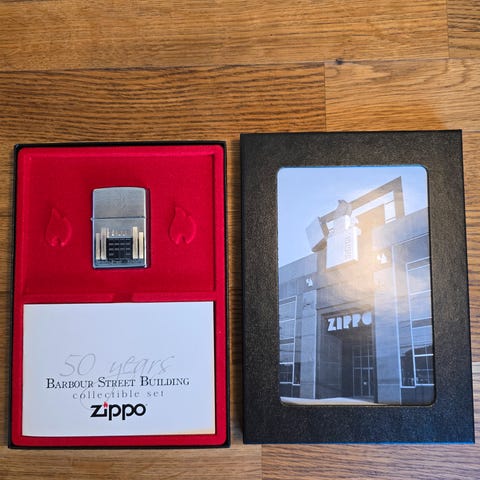 50 years
BARBOUR STREET BUILDING
collectible set
zippo
ZIPPO